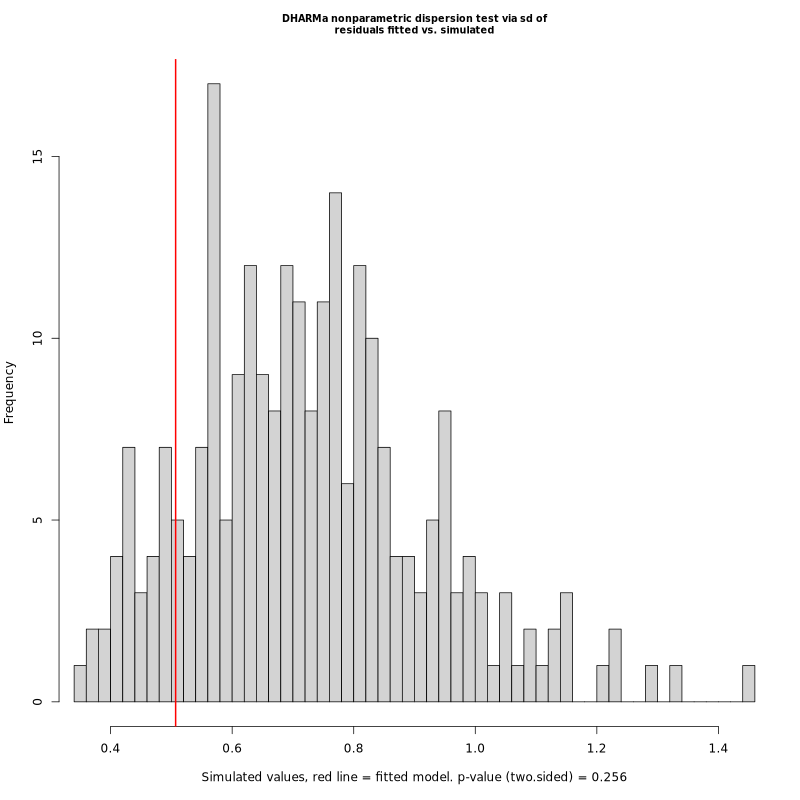 DHARMa nonparametric dispersion test via sd of
residuals fitted vs. simulated
Frequency
15
10
5
0
0.4 0.6 0.8 1.0 1.2 1.4
Simulated values, red line = fitted model. p-value (two.sided) = 0.256